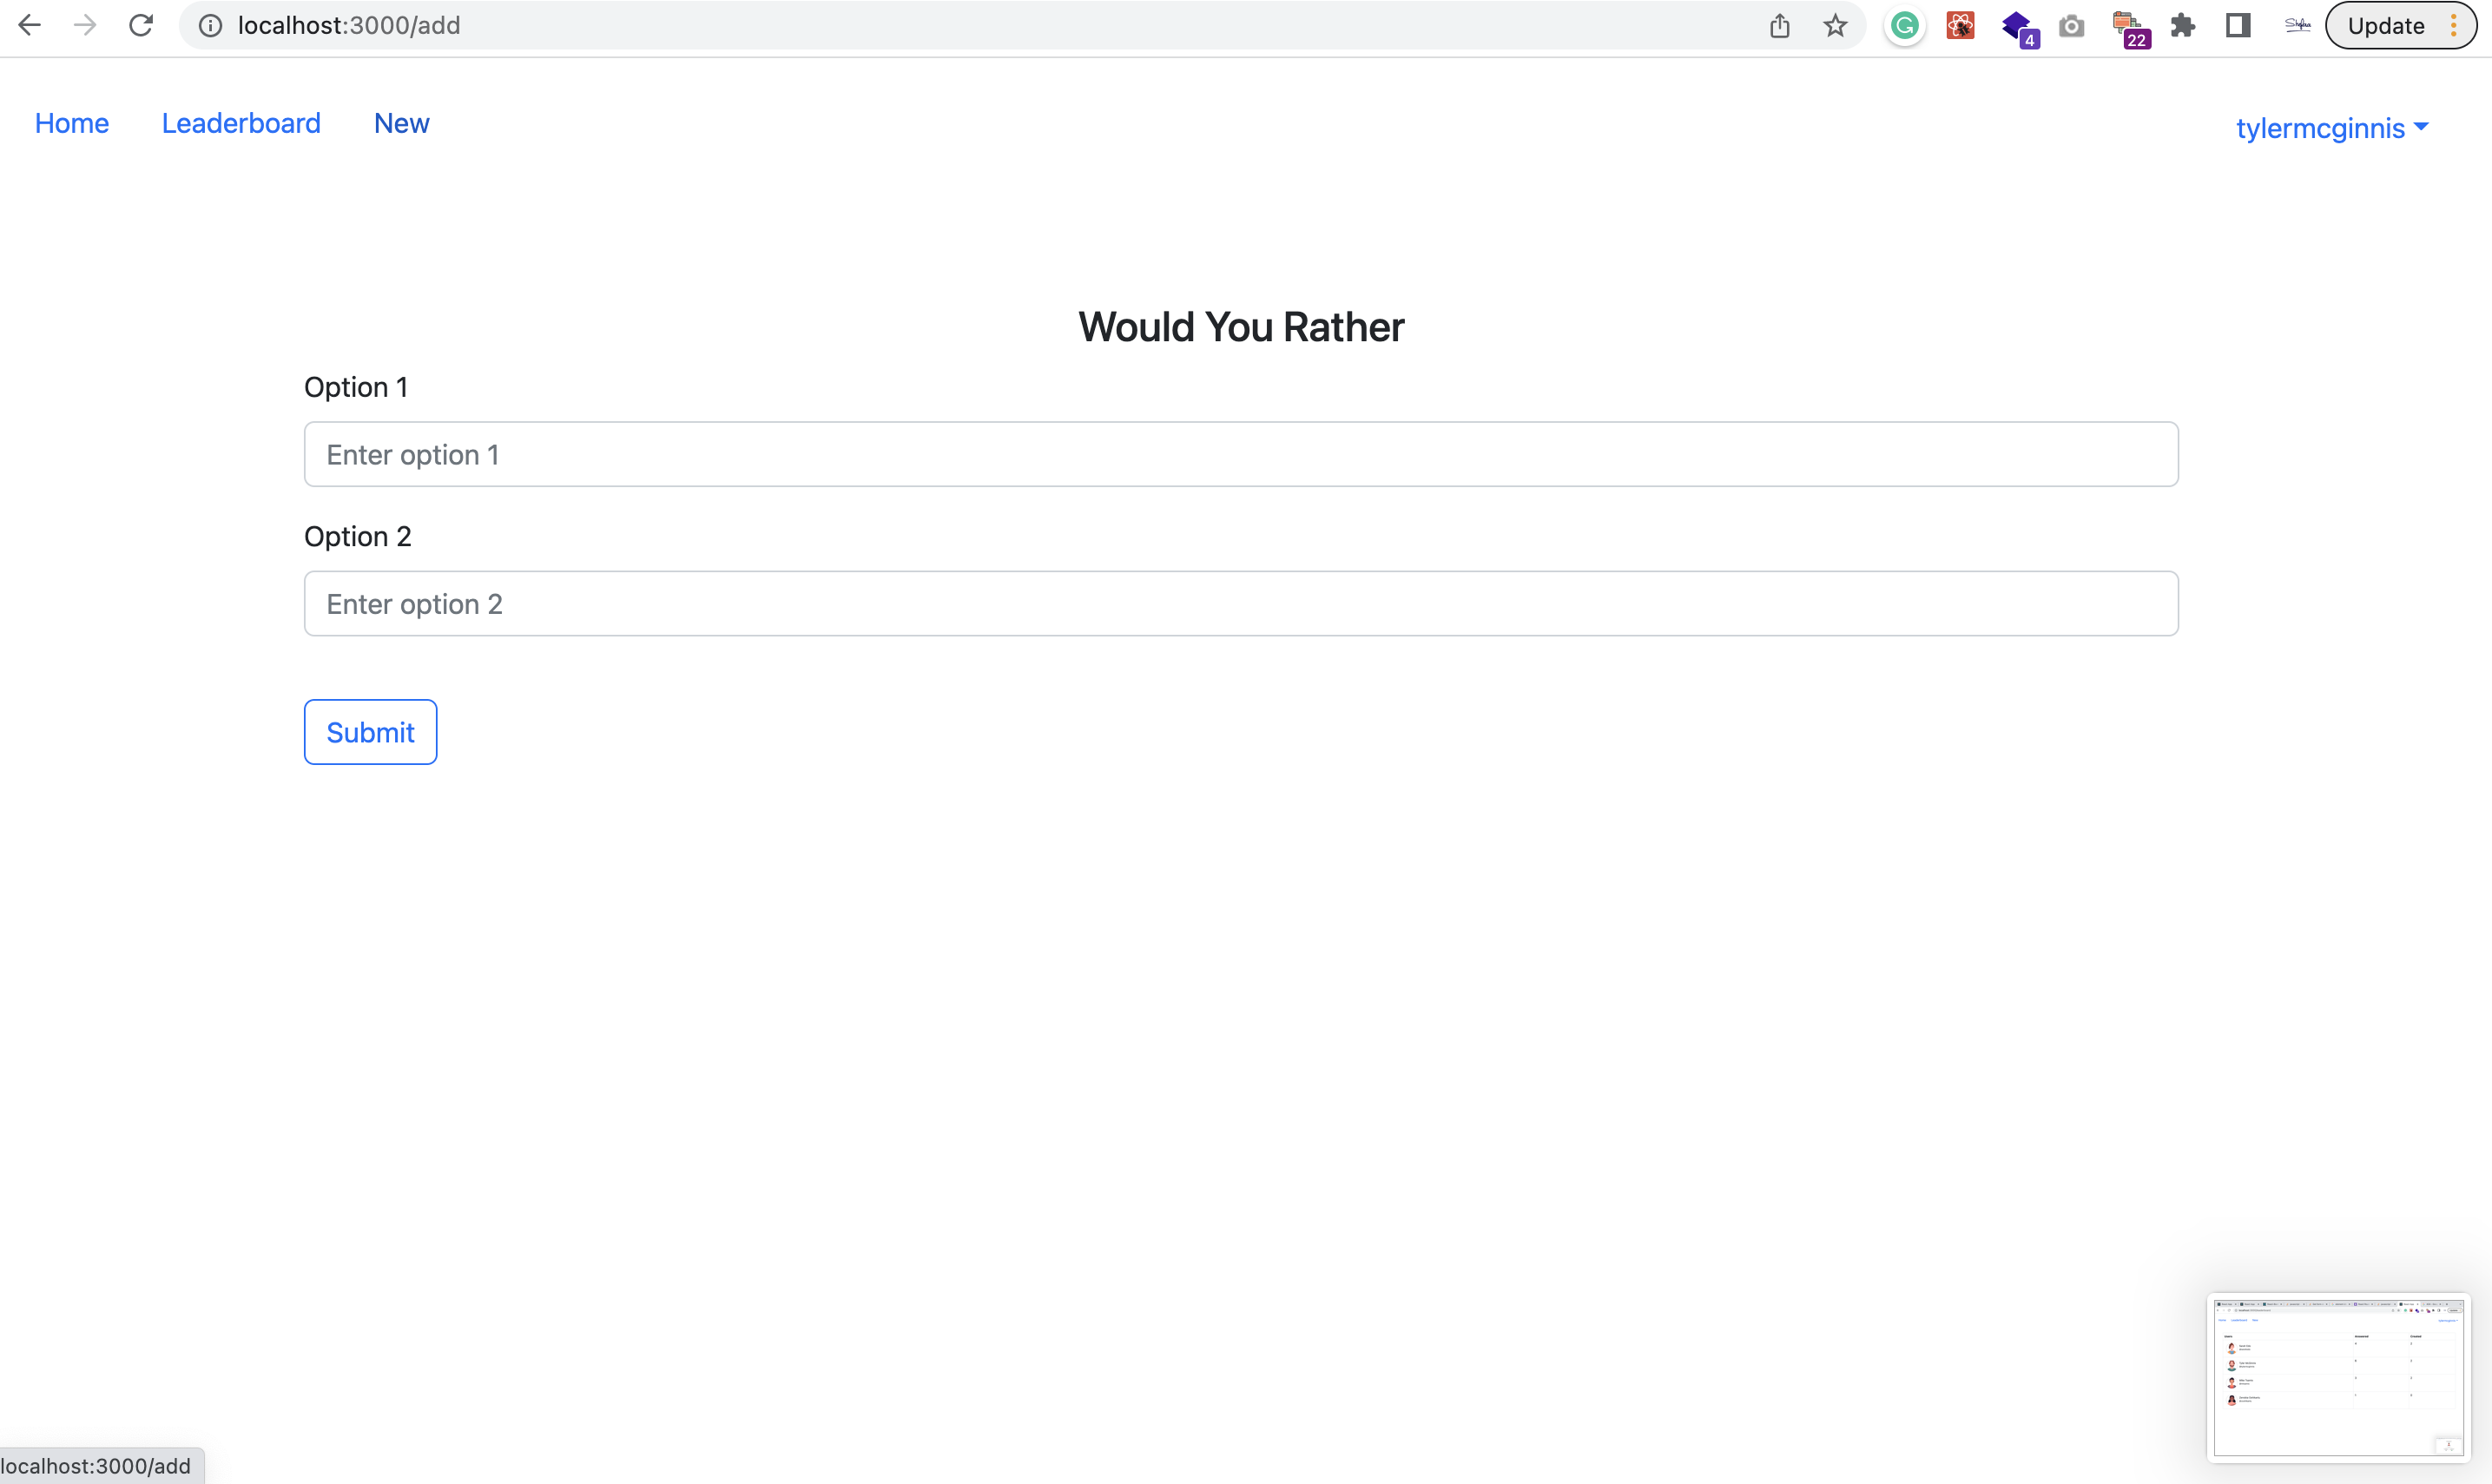 localhost:3000/add
4
22
Update
Home
Leaderboard
New
tylermcginnis
Would You Rather
Option 1
Enter option 1
Option 2
Enter option 2
Submit
localhost:3000/add